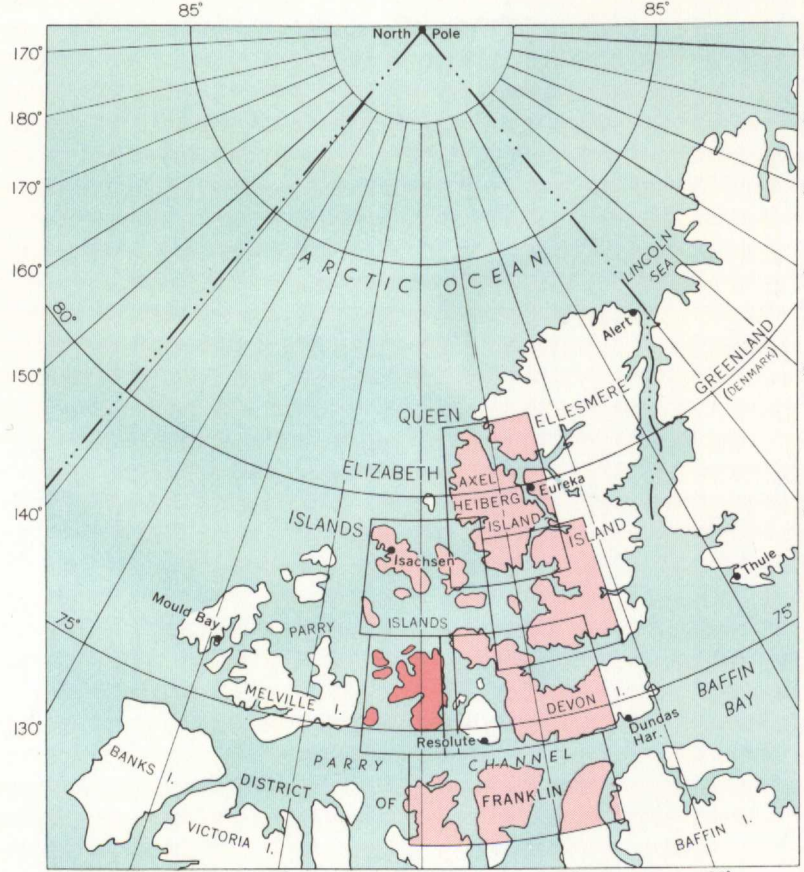 85°
85°
North Pole
170°
180°
170°
160°
80°
150°
140°
75°
130°
ARCTIC OCEAN
LINCOLN
SEA
Alert
GREENLAND
(DENMARK)
QUEEN
ELIZABETH
ISLANDS
ELLESMERE
ISLAND
AXEL
HEIBERG
ISLAND
Eureka
Isachsen
Thule
Mould Bay
PARRY
ISLANDS
75°
MELVILLE I.
DEVON I.
BAFFIN
BAY
Resolute
Dundas
Har.
PARRY CHANNEL
BANKS I.
DISTRICT OF FRANKLIN
VICTORIA
I.
BAFFIN I.